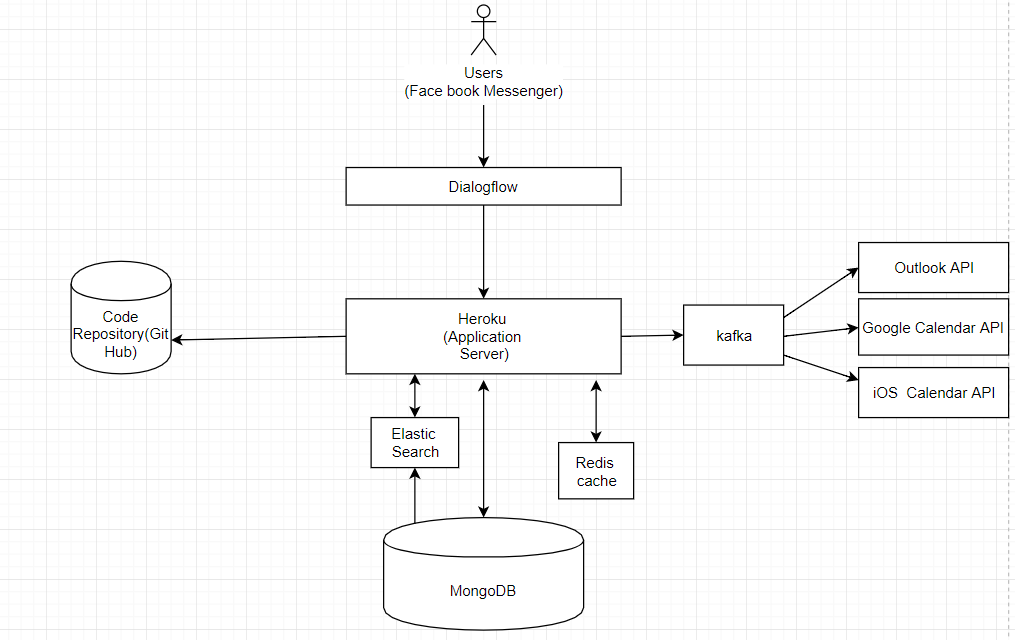 Users
(Face book Messenger)
Dialogflow
Code
Repository(Git
Hub)
Heroku
(Application
Server)
kafka
Outlook API
Google Calendar API
iOS  Calendar API
Elastic
Search
Redis
cache
MongoDB